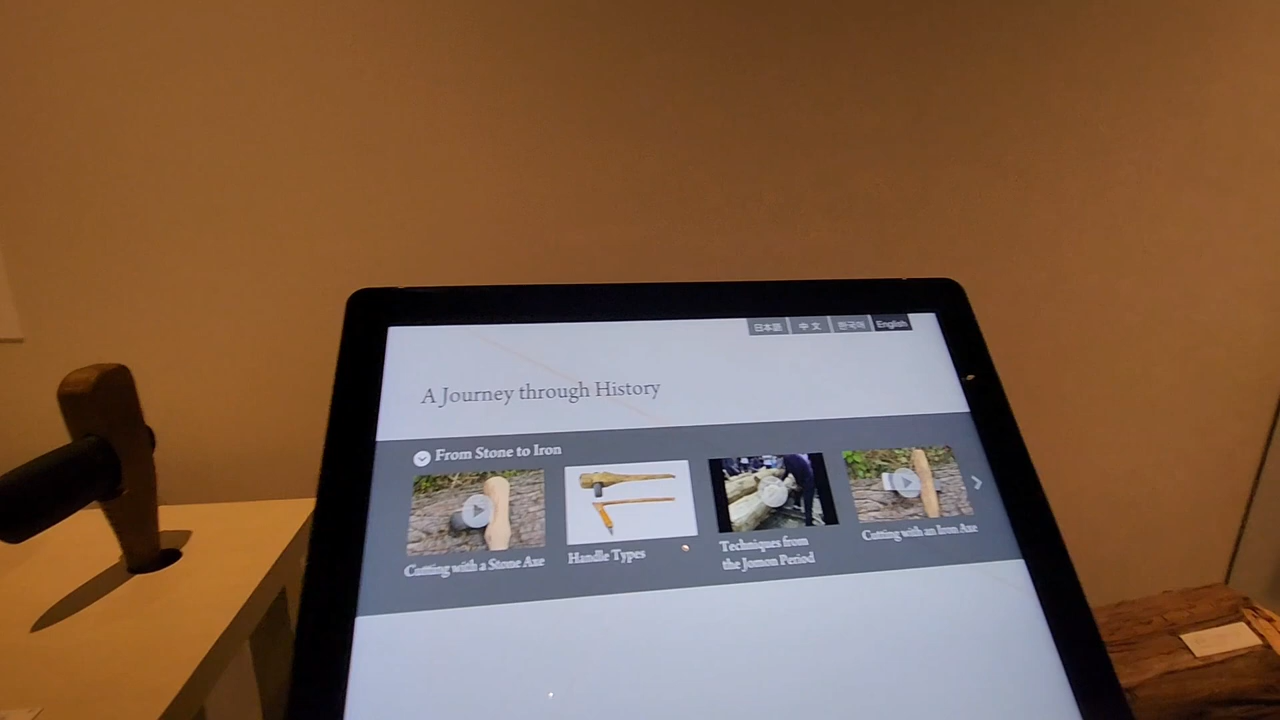 日本語 中文 한국어 English
A Journey through History
From Stone to Iron
Cutting with a Stone Axe
Handle Types
Techniques from
the Jomon Period
Cutting with an Iron Axe